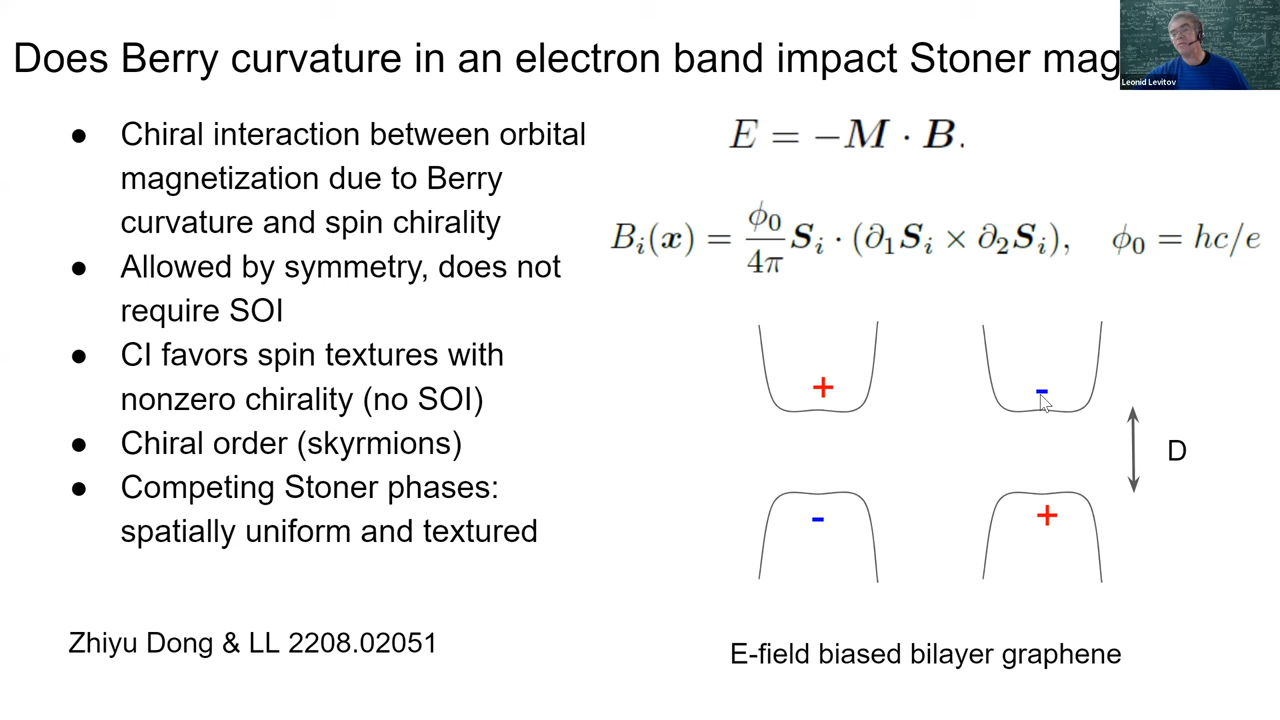 Does Berry curvature in an electron band impact Stoner mag
Leonid Levitov
● Chiral interaction between orbital
magnetization due to Berry
curvature and spin chirality
● Allowed by symmetry, does not
require SOI
● CI favors spin textures with
nonzero chirality (no SOI)
● Chiral order (skyrmions)
● Competing Stoner phases:
spatially uniform and textured
Zhiyu Dong & LL 2208.02051
E = −M · B.
B_i(x) = ϕ_0/4π S_i · (∂_1 S_i × ∂_2 S_i), ϕ_0 = hc/e
+ -
D
- +
E-field biased bilayer graphene